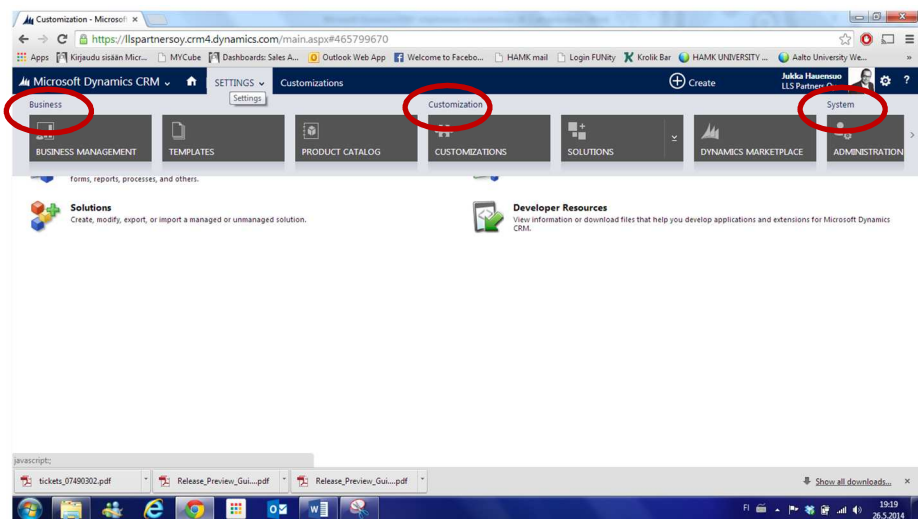 Customization - Microsof
https://llspartnersoy.crm4.dynamics.com/main.aspx#465799670
Apps Kirjaudu sisään Micr... MYCube Dashboards: Sales A... Outlook Web App Welcome to Facebo... HAMK mail Login FUNity Krolik Bar HAMK UNIVERSITY ... Aalto University We... »
Microsoft Dynamics CRM SETTINGS Customizations Create Jukka Hauensuo ?
LLS Partners O
Settings
Business Customization System
BUSINESS MANAGEMENT TEMPLATES PRODUCT CATALOG CUSTOMIZATIONS SOLUTIONS DYNAMICS MARKETPLACE ADMINISTRATION
forms, reports, processes, and others.
Solutions
Create, modify, export, or import a managed or unmanaged solution.
Developer Resources
View information or download files that help you develop applications and extensions for Microsoft Dynamics
CRM.
javascript:;
tickets_07490302.pdf Release_Preview_Gui....pdf Release_Preview_Gui....pdf Show all downloads...
FI 19:19
26.5.2014